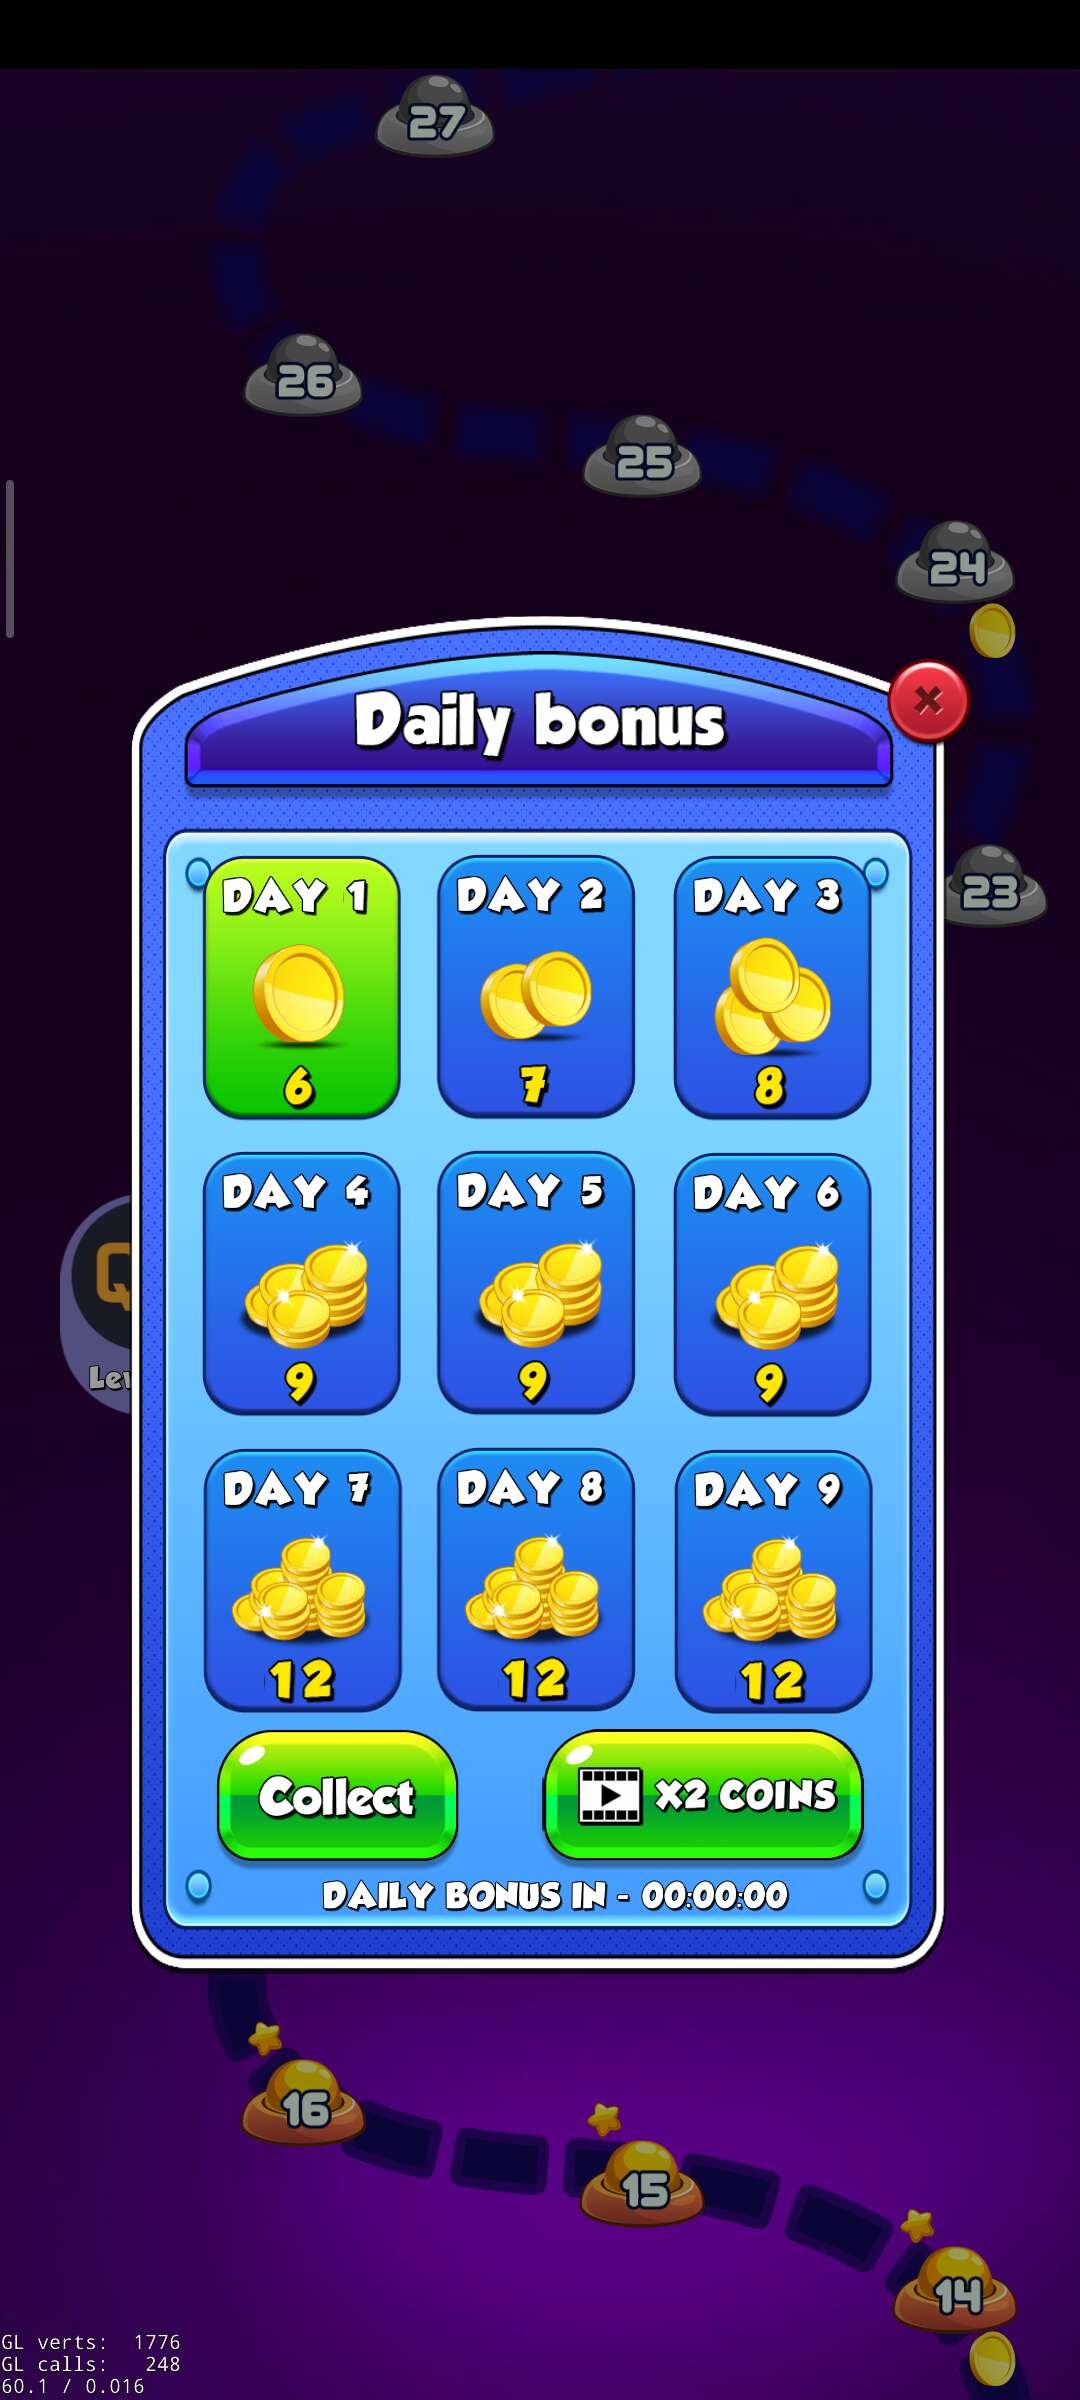 27
26
25
24
Daily bonus
23
DAY 1
DAY 2
DAY 3
6
7
8
DAY 4
DAY 5
DAY 6
9
9
9
DAY 7
DAY 8
DAY 9
12
12
12
Collect
X2 COINS
DAILY BONUS IN - 00:00:00
16
15
14
GL verts: 1776
GL calls: 248
60.1 / 0.016